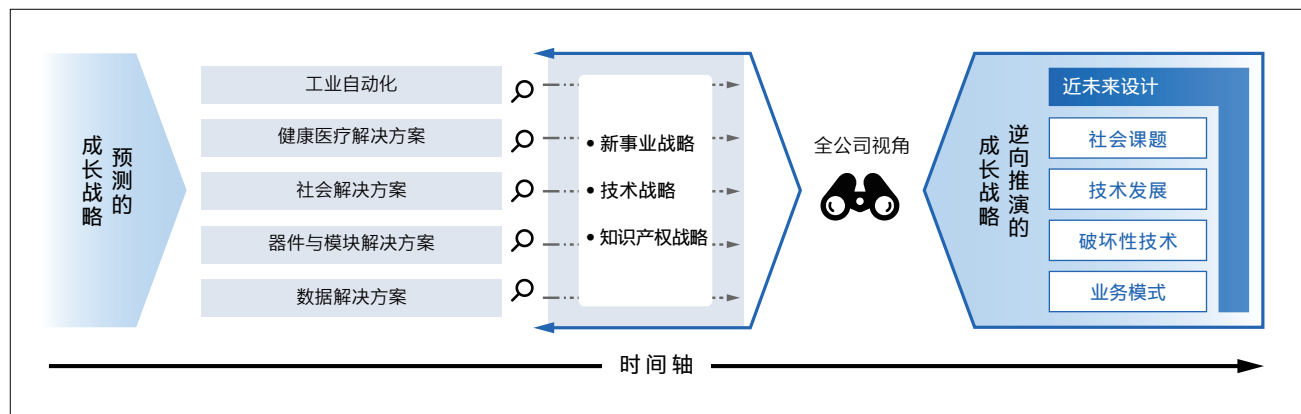 预测的
成长战略
工业自动化
健康医疗解决方案
社会解决方案
器件与模块解决方案
数据解决方案
• 新事业战略
• 技术战略
• 知识产权战略
全公司视角
逆向推演的
成长战略
近未来设计
社会课题
技术发展
破坏性技术
业务模式
时间轴